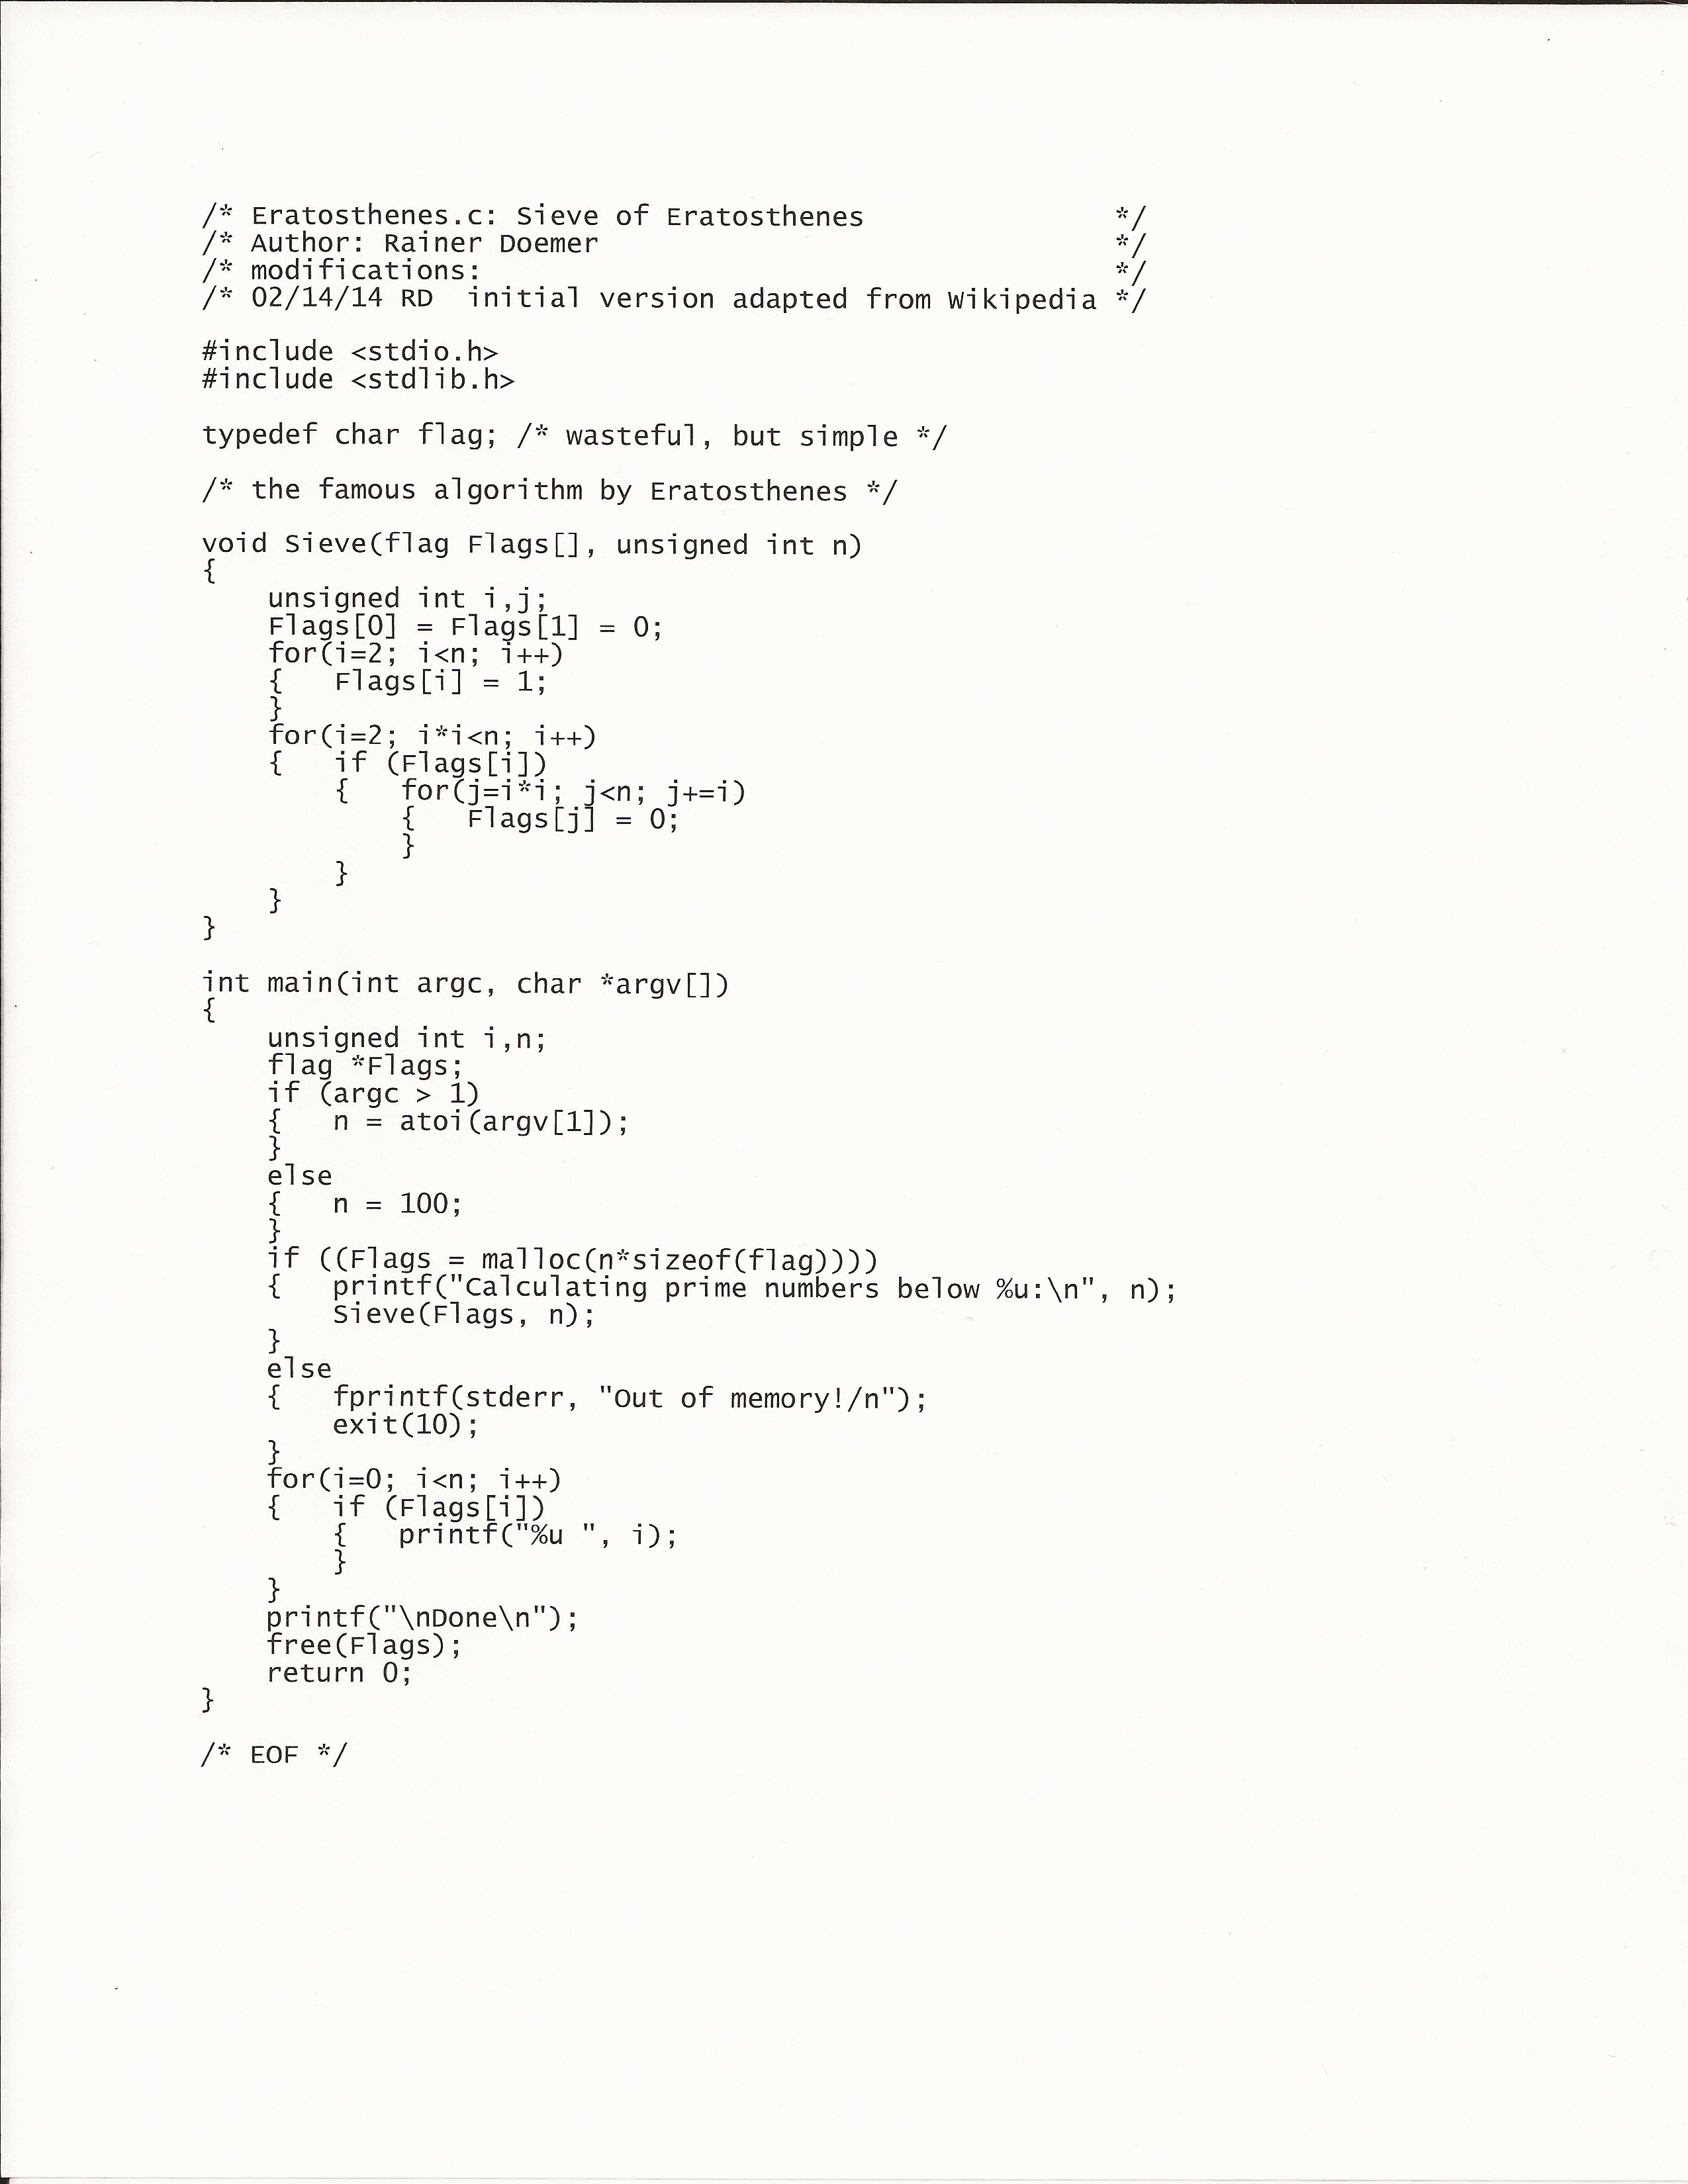 /* Eratosthenes.c: Sieve of Eratosthenes               */
/* Author: Rainer Doemer                               */
/* modifications:                                      */
/* 02/14/14 RD  initial version adapted from Wikipedia */

#include <stdio.h>
#include <stdlib.h>

typedef char flag; /* wasteful, but simple */

/* the famous algorithm by Eratosthenes */

void Sieve(flag Flags[], unsigned int n)
{
    unsigned int i,j;
    Flags[0] = Flags[1] = 0;
    for(i=2; i<n; i++)
    {   Flags[i] = 1;
    }
    for(i=2; i*i<n; i++)
    {   if (Flags[i])
        {   for(j=i*i; j<n; j+=i)
            {   Flags[j] = 0;
            }
        }
    }
}

int main(int argc, char *argv[])
{
    unsigned int i,n;
    flag *Flags;
    if (argc > 1)
    {   n = atoi(argv[1]);
    }
    else
    {   n = 100;
    }
    if ((Flags = malloc(n*sizeof(flag))))
    {   printf("Calculating prime numbers below %u:\n", n);
        Sieve(Flags, n);
    }
    else
    {   fprintf(stderr, "Out of memory!/n");
        exit(10);
    }
    for(i=0; i<n; i++)
    {   if (Flags[i])
        {   printf("%u ", i);
        }
    }
    printf("\nDone\n");
    free(Flags);
    return 0;
}

/* EOF */